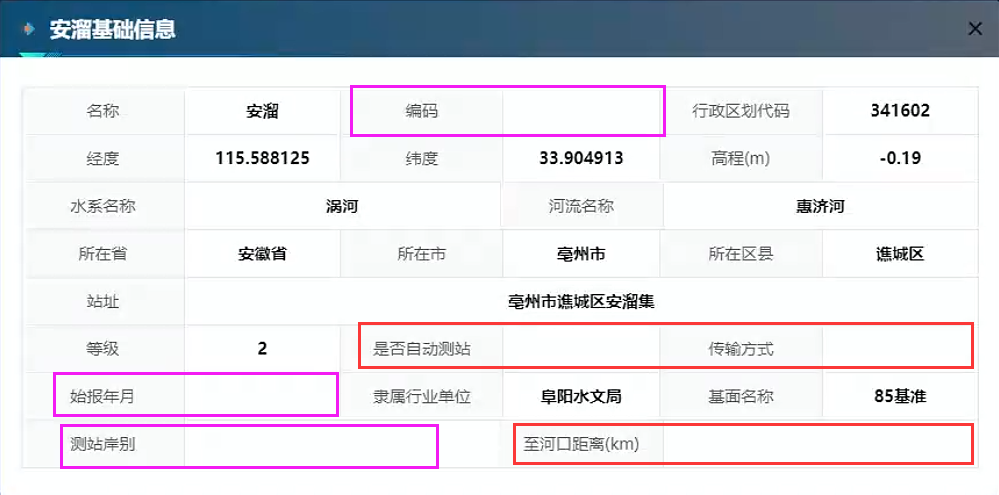 安溜基础信息
名称 安溜 编码 行政区划代码 341602
经度 115.588125 纬度 33.904913 高程(m) -0.19
水系名称 涡河 河流名称 惠济河
所在省 安徽省 所在市 亳州市 所在区县 谯城区
站址 亳州市谯城区安溜集
等级 2 是否自动测站 传输方式
始报年月 隶属行业单位 阜阳水文局 基面名称 85基准
测站岸别 至河口距离(km)